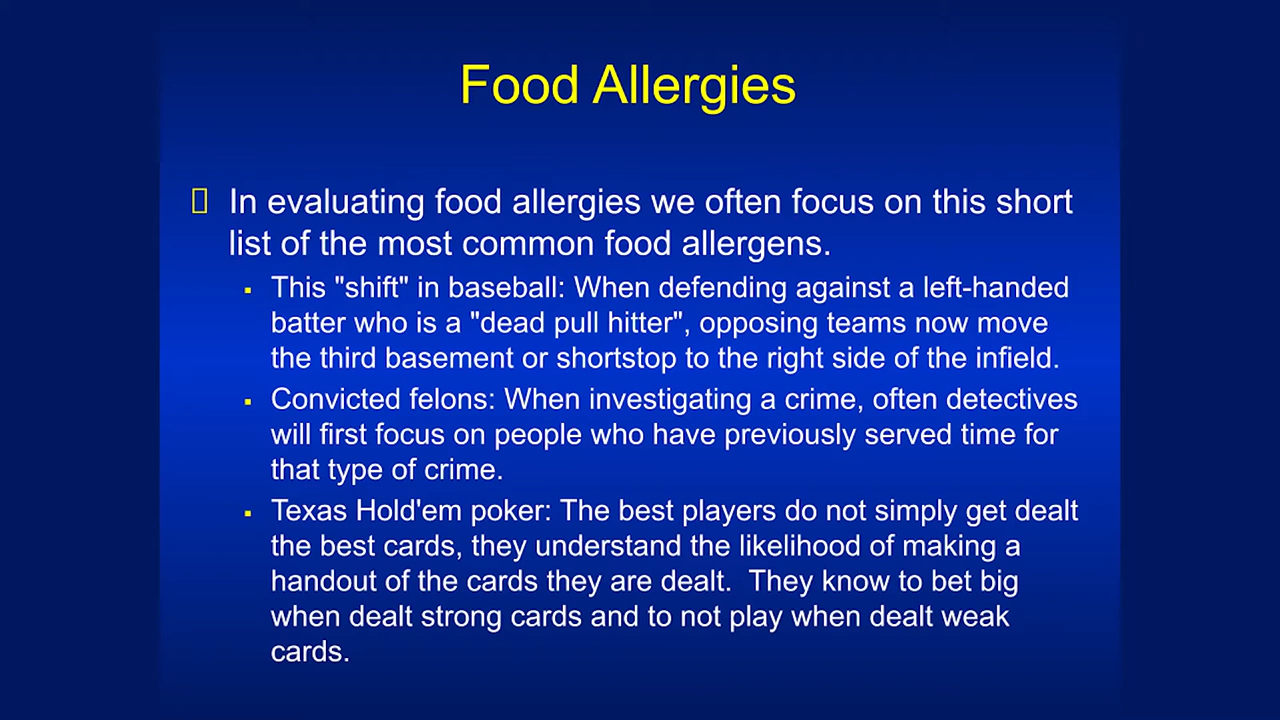 Food Allergies
In evaluating food allergies we often focus on this short
list of the most common food allergens.
This "shift" in baseball: When defending against a left-handed
batter who is a "dead pull hitter", opposing teams now move
the third basement or shortstop to the right side of the infield.
Convicted felons: When investigating a crime, often detectives
will first focus on people who have previously served time for
that type of crime.
Texas Hold'em poker: The best players do not simply get dealt
the best cards, they understand the likelihood of making a
handout of the cards they are dealt.  They know to bet big
when dealt strong cards and to not play when dealt weak
cards.